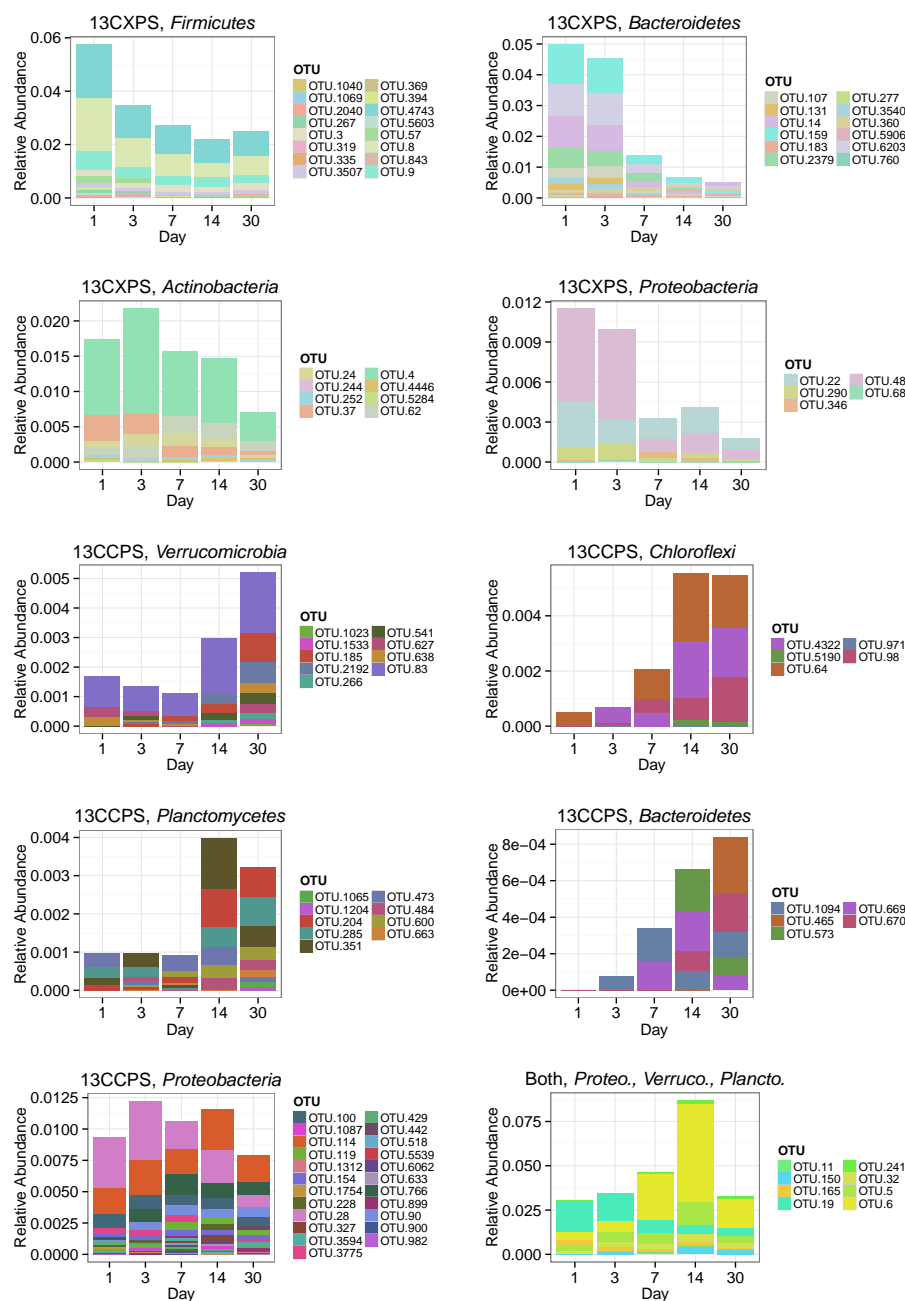 13CXPS, Firmicutes
Relative Abundance
0.06
0.04
0.02
0.00
1 3 7 14 30
Day
OTU
OTU.1040 OTU.369
OTU.1069 OTU.394
OTU.2040 OTU.4743
OTU.267 OTU.5603
OTU.3 OTU.57
OTU.319 OTU.8
OTU.335 OTU.843
OTU.3507 OTU.9
13CXPS, Bacteroidetes
Relative Abundance
0.05
0.04
0.03
0.02
0.01
0.00
1 3 7 14 30
Day
OTU
OTU.107 OTU.277
OTU.131 OTU.3540
OTU.14 OTU.360
OTU.159 OTU.5906
OTU.183 OTU.6203
OTU.2379 OTU.760
13CXPS, Actinobacteria
Relative Abundance
0.020
0.015
0.010
0.005
0.000
1 3 7 14 30
Day
OTU
OTU.24 OTU.4
OTU.244 OTU.4446
OTU.252 OTU.5284
OTU.37 OTU.62
13CXPS, Proteobacteria
Relative Abundance
0.012
0.009
0.006
0.003
0.000
1 3 7 14 30
Day
OTU
OTU.22 OTU.48
OTU.290 OTU.68
OTU.346
13CCPS, Verrucomicrobia
Relative Abundance
0.005
0.003
0.002
0.001
0.000
1 3 7 14 30
Day
OTU
OTU.1023 OTU.541
OTU.1533 OTU.627
OTU.185 OTU.638
OTU.2192 OTU.83
OTU.266
13CCPS, Chloroflexi
Relative Abundance
0.004
0.002
0.000
1 3 7 14 30
Day
OTU
OTU.4322 OTU.971
OTU.5190 OTU.98
OTU.64
13CCPS, Planctomycetes
Relative Abundance
0.004
0.003
0.002
0.001
0.000
1 3 7 14 30
Day
OTU
OTU.1065 OTU.473
OTU.1204 OTU.484
OTU.204 OTU.600
OTU.285 OTU.663
OTU.351
13CCPS, Bacteroidetes
Relative Abundance
8e−04
6e−04
4e−04
2e−04
0e+00
1 3 7 14 30
Day
OTU
OTU.1094 OTU.669
OTU.465 OTU.670
OTU.573
13CCPS, Proteobacteria
Relative Abundance
0.0125
0.0100
0.0075
0.0050
0.0025
0.0000
1 3 7 14 30
Day
OTU
OTU.100 OTU.429
OTU.1087 OTU.442
OTU.114 OTU.518
OTU.119 OTU.5539
OTU.1312 OTU.6062
OTU.154 OTU.633
OTU.1754 OTU.766
OTU.228 OTU.83
OTU.28 OTU.90
OTU.327 OTU.900
OTU.3594 OTU.982
OTU.3775
Both, Proteo., Verruco., Plancto.
Relative Abundance
0.075
0.050
0.025
0.000
1 3 7 14 30
Day
OTU
OTU.11 OTU.241
OTU.150 OTU.32
OTU.165 OTU.5
OTU.19 OTU.6